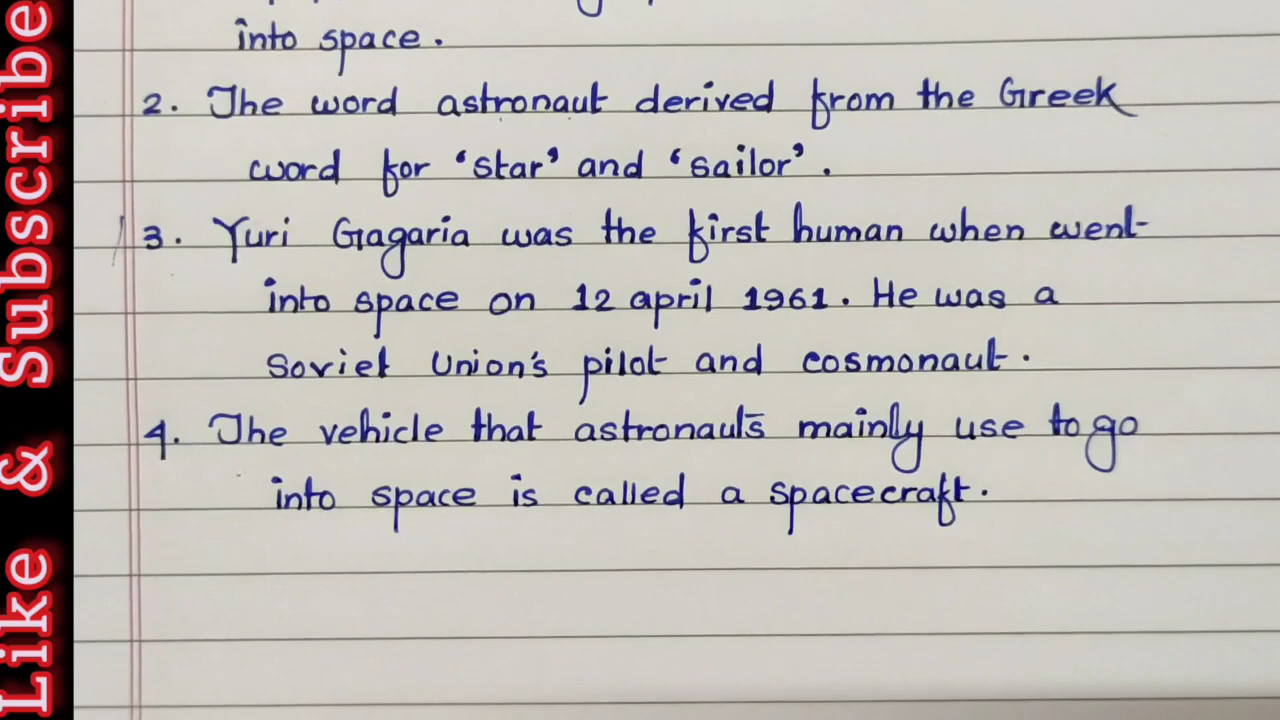 into space.
2. The word astronaut derived from the Greek
word for 'star' and 'sailor'.
3. Yuri Gagaria was the first human when went
into space on 12 april 1961. He was a
Soviet Union's pilot and cosmonaut.
4. The vehicle that astronauts mainly use to go
into space is called a spacecraft.
Like & Subscribe